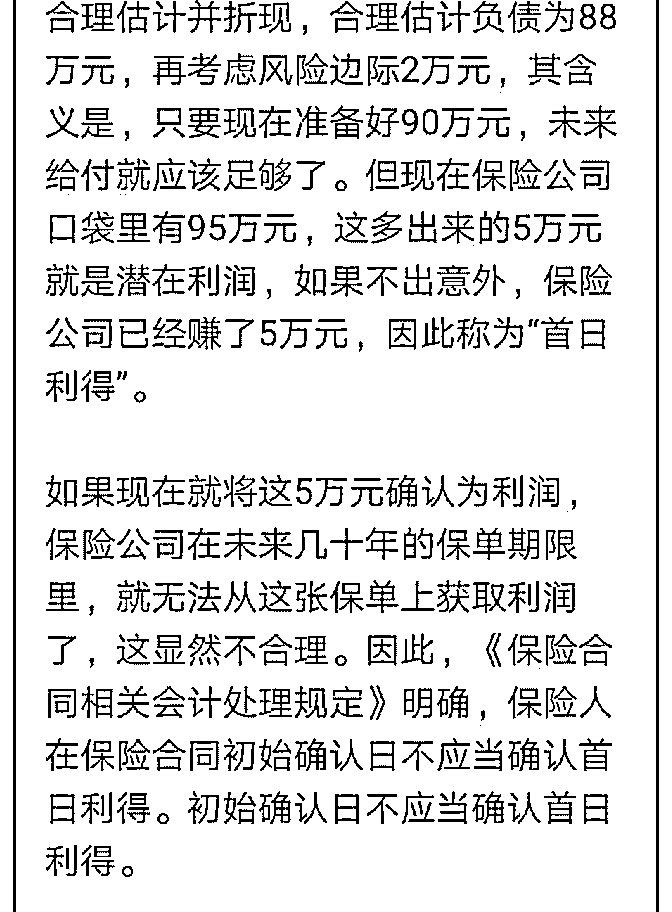 合理估计并折现，合理估计负债为88
万元，再考虑风险边际2万元，其含
义是，只要现在准备好90万元，未来
给付就应该足够了。但现在保险公司
口袋里有95万元，这多出来的5万元
就是潜在利润，如果不出意外，保险
公司已经赚了5万元，因此称为“首日
利得”。
如果现在就将这5万元确认为利润，
保险公司在未来几十年的保单期限
里，就无法从这张保单上获取利润
了，这显然不合理。因此，《保险合
同相关会计处理规定》明确，保险人
在保险合同初始确认日不应当确认首
日利得。初始确认日不应当确认首日
利得。